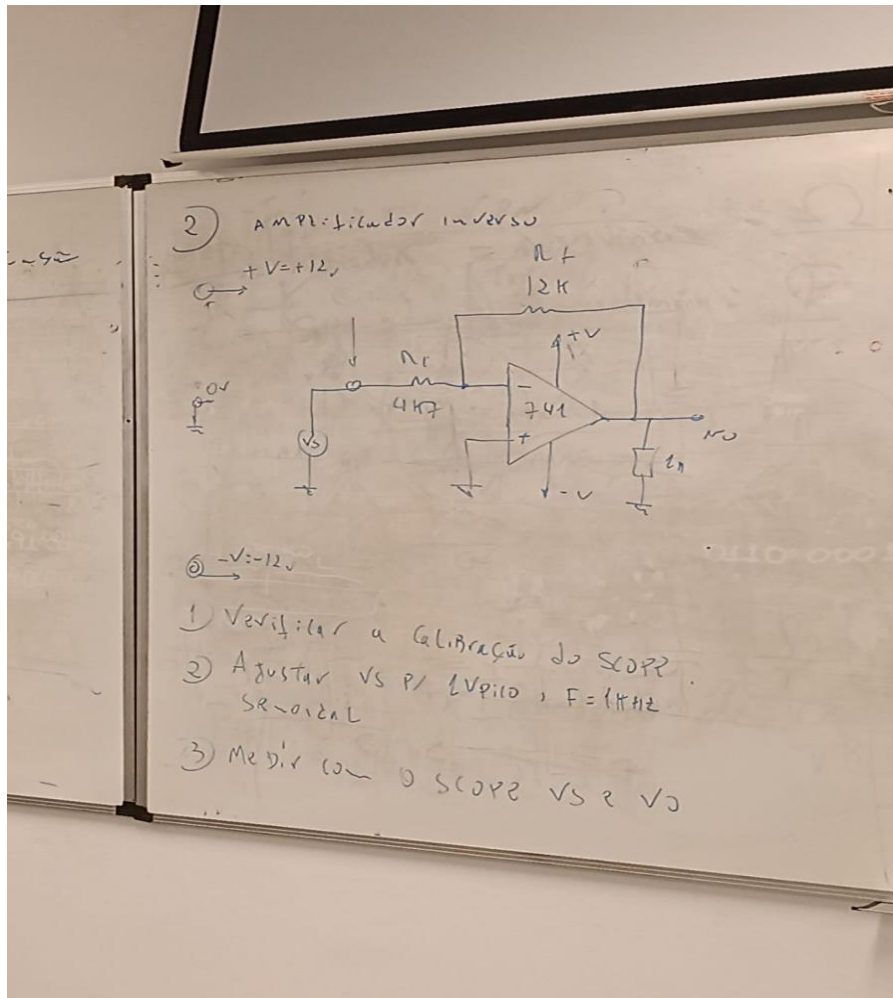 2) AMPLificador inverso
+V=+12v
Rf
12K
R1
4K7
+V
0V
VS
-
741
+
-V
vo
-V=-12v
1) Verificar a CaLiBração do SCOPE.
2) AJustar VS P/ 1VPico, F=1KHZ
SenoidaL
3) MeDir com o SCOPE VS e VO